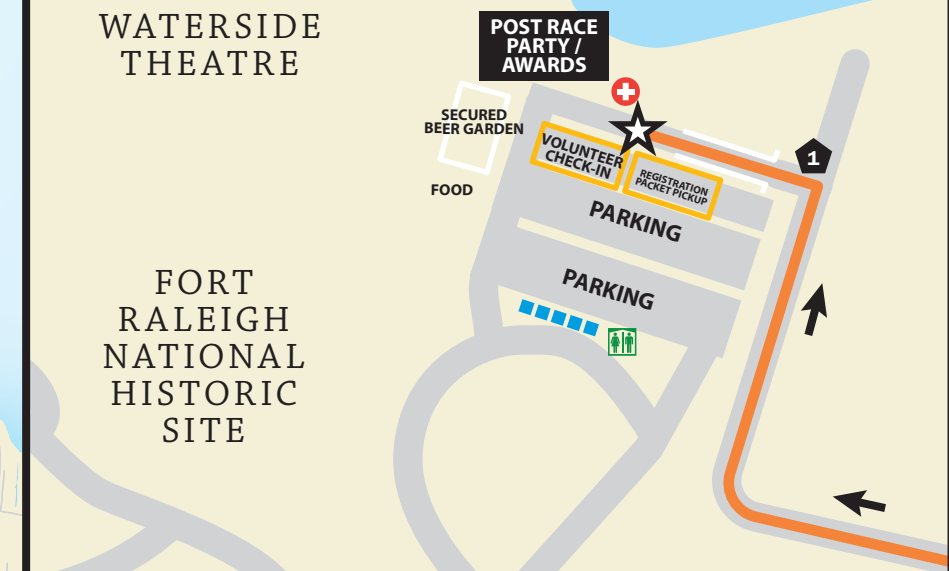 WATERSIDE
THEATRE
POST RACE
PARTY /
AWARDS
SECURED
BEER GARDEN
FOOD
VOLUNTEER
CHECK-IN
REGISTRATION
PACKET PICKUP
1
PARKING
PARKING
FORT
RALEIGH
NATIONAL
HISTORIC
SITE